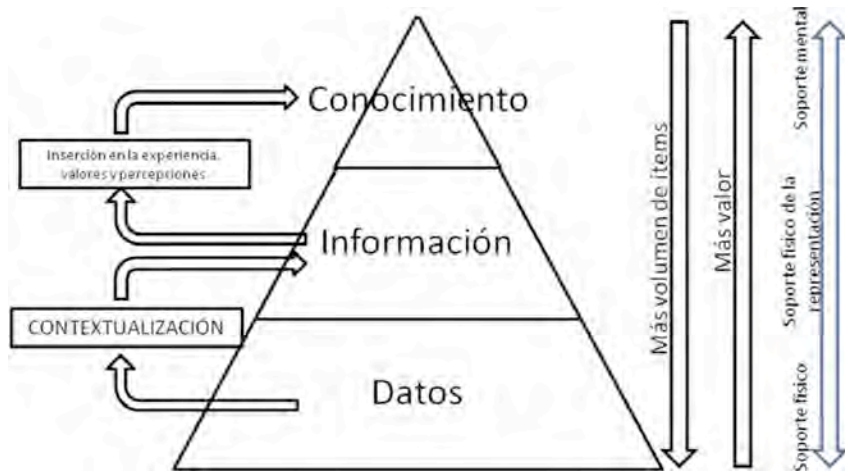 Conocimiento
Inserción en la experiencia,
valores y percepciones
Información
CONTEXTUALIZACIÓN
Datos
Más volumen de ítems
Más valor
Soporte mental
Soporte físico de la
representación
Soporte físico